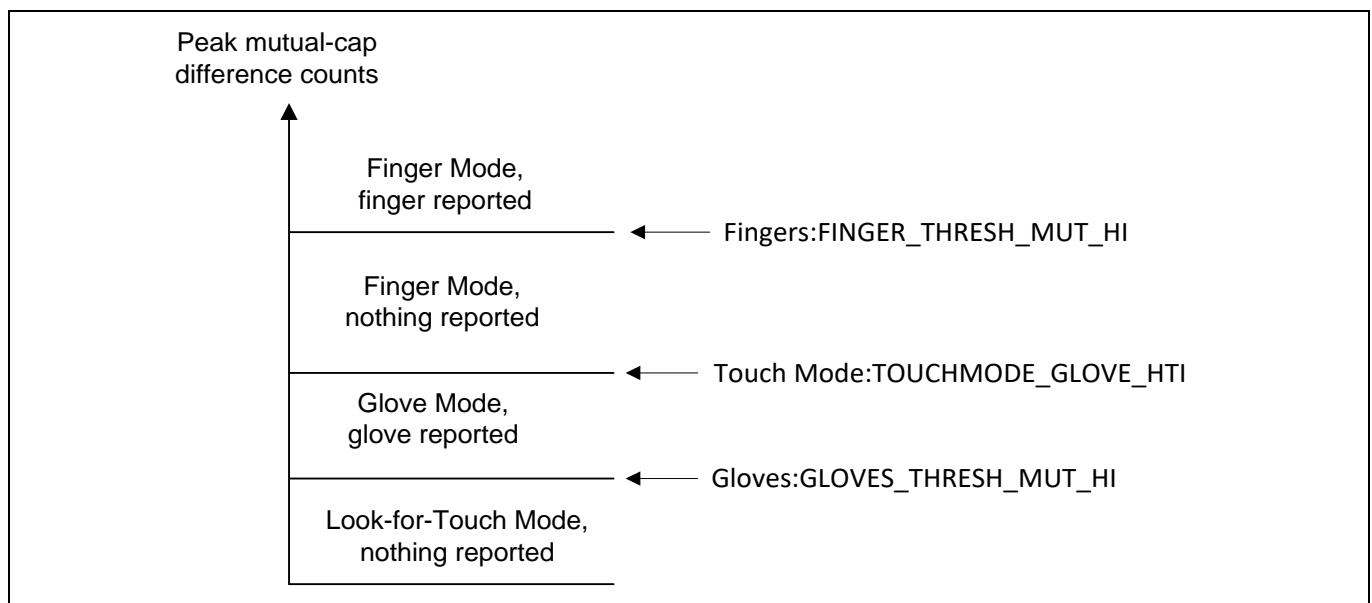 Peak mutual-cap
difference counts
Finger Mode,
finger reported
Fingers:FINGER_THRESH_MUT_HI
Finger Mode,
nothing reported
Touch Mode:TOUCHMODE_GLOVE_HTI
Glove Mode,
glove reported
Gloves:GLOVES_THRESH_MUT_HI
Look-for-Touch Mode,
nothing reported